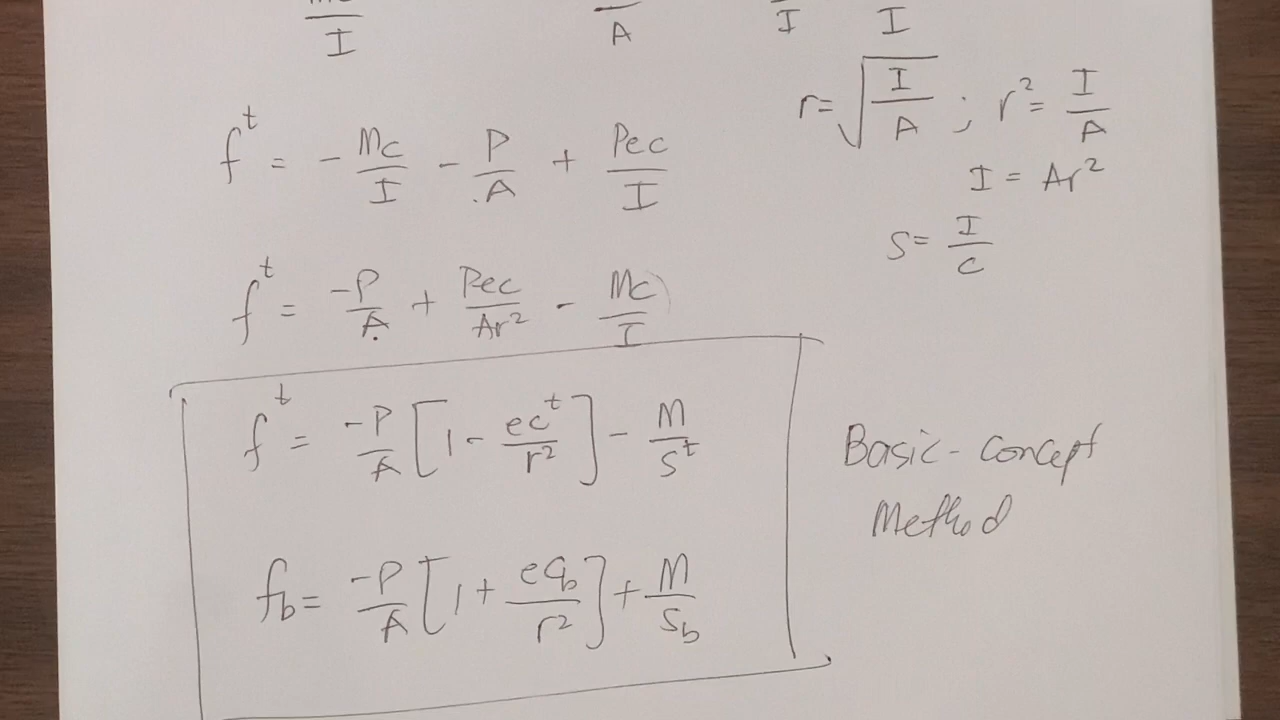 I A I I
r = √(I/A) ; r² = I/A
f^t = - Mc/I - P/A + Pec/I
I = Ar²
S = I/c
f^t = -P/A + Pec/Ar² - Mc/I
f^t = -P/A [1 - ec^t/r²] - M/S^t
Basic-concept
Method
f_b = -P/A [1 + ec_b/r²] + M/S_b